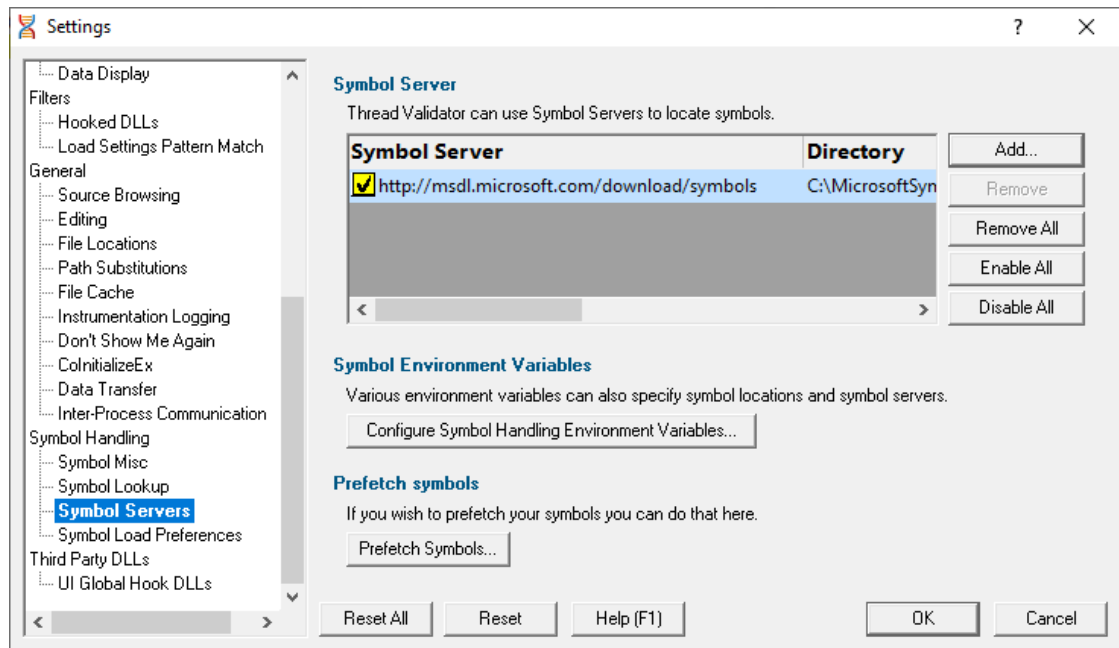 Settings
Data Display
Filters
Hooked DLLs
Load Settings Pattern Match
General
Source Browsing
Editing
File Locations
Path Substitutions
File Cache
Instrumentation Logging
Don't Show Me Again
CoInitializeEx
Data Transfer
Inter-Process Communication
Symbol Handling
Symbol Misc
Symbol Lookup
Symbol Servers
Symbol Load Preferences
Third Party DLLs
UI Global Hook DLLs
Symbol Server
Thread Validator can use Symbol Servers to locate symbols.
Symbol Server Directory
http://msdl.microsoft.com/download/symbols C:\MicrosoftSyn
Add...
Remove
Remove All
Enable All
Disable All
Symbol Environment Variables
Various environment variables can also specify symbol locations and symbol servers.
Configure Symbol Handling Environment Variables...
Prefetch symbols
If you wish to prefetch your symbols you can do that here.
Prefetch Symbols...
Reset All Reset Help (F1) OK Cancel